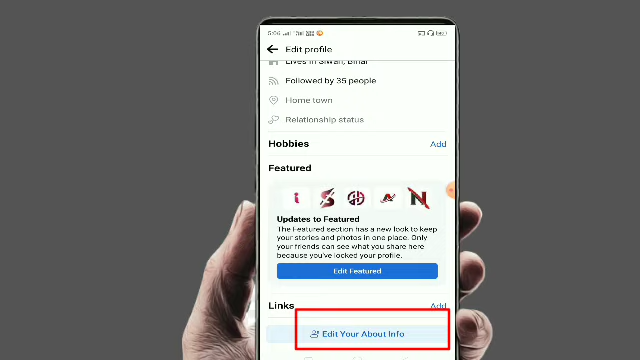 5:06
Edit profile
Lives in Siwan, Bihar
Followed by 35 people
Home town
Relationship status
Hobbies
Add
Featured
Updates to Featured
The Featured section has a new look to keep
your stories and photos in one place. Only
your friends can see what you share here
because you've locked your profile.
Edit Featured
Links
Add
Edit Your About Info